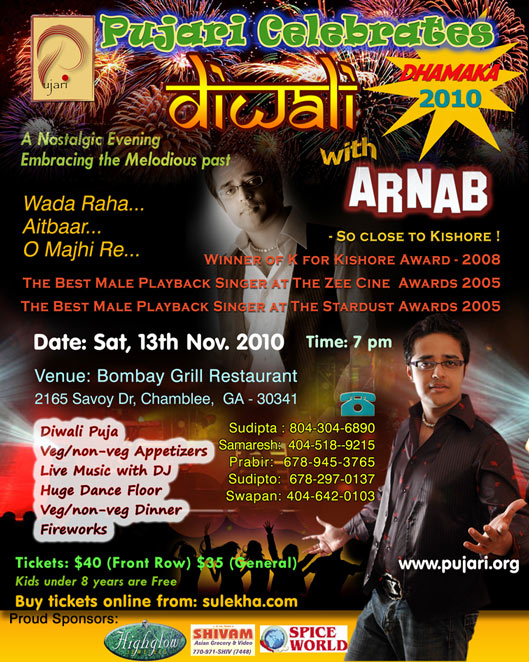 Pujari Celebrates
Pujari
Diwali
DHAMAKA
2010
A Nostalgic Evening
Embracing the Melodious past
with
ARNAB
Wada Raha...
Aitbaar...
O Majhi Re...
- So close to Kishore !
Winner of K for Kishore Award - 2008
The Best Male Playback Singer at The Zee Cine Awards 2005
The Best Male Playback Singer at The Stardust Awards 2005
Date: Sat, 13th Nov. 2010
Time: 7 pm
Venue: Bombay Grill Restaurant
2165 Savoy Dr, Chamblee, GA - 30341
Sudipta : 804-304-6890
Samaresh: 404-518--9215
Prabir: 678-945-3765
Sudipto: 678-297-0137
Swapan: 404-642-0103
Diwali Puja
Veg/non-veg Appetizers
Live Music with DJ
Huge Dance Floor
Veg/non-veg Dinner
Fireworks
www.pujari.org
Tickets: $40 (Front Row) $35 (General)
Kids under 8 years are Free
Buy tickets online from: sulekha.com
Proud Sponsors:
Highglow
SHIVAM
Asian Grocery & Video
770-971-SHIV (7448)
SPICE
WORLD